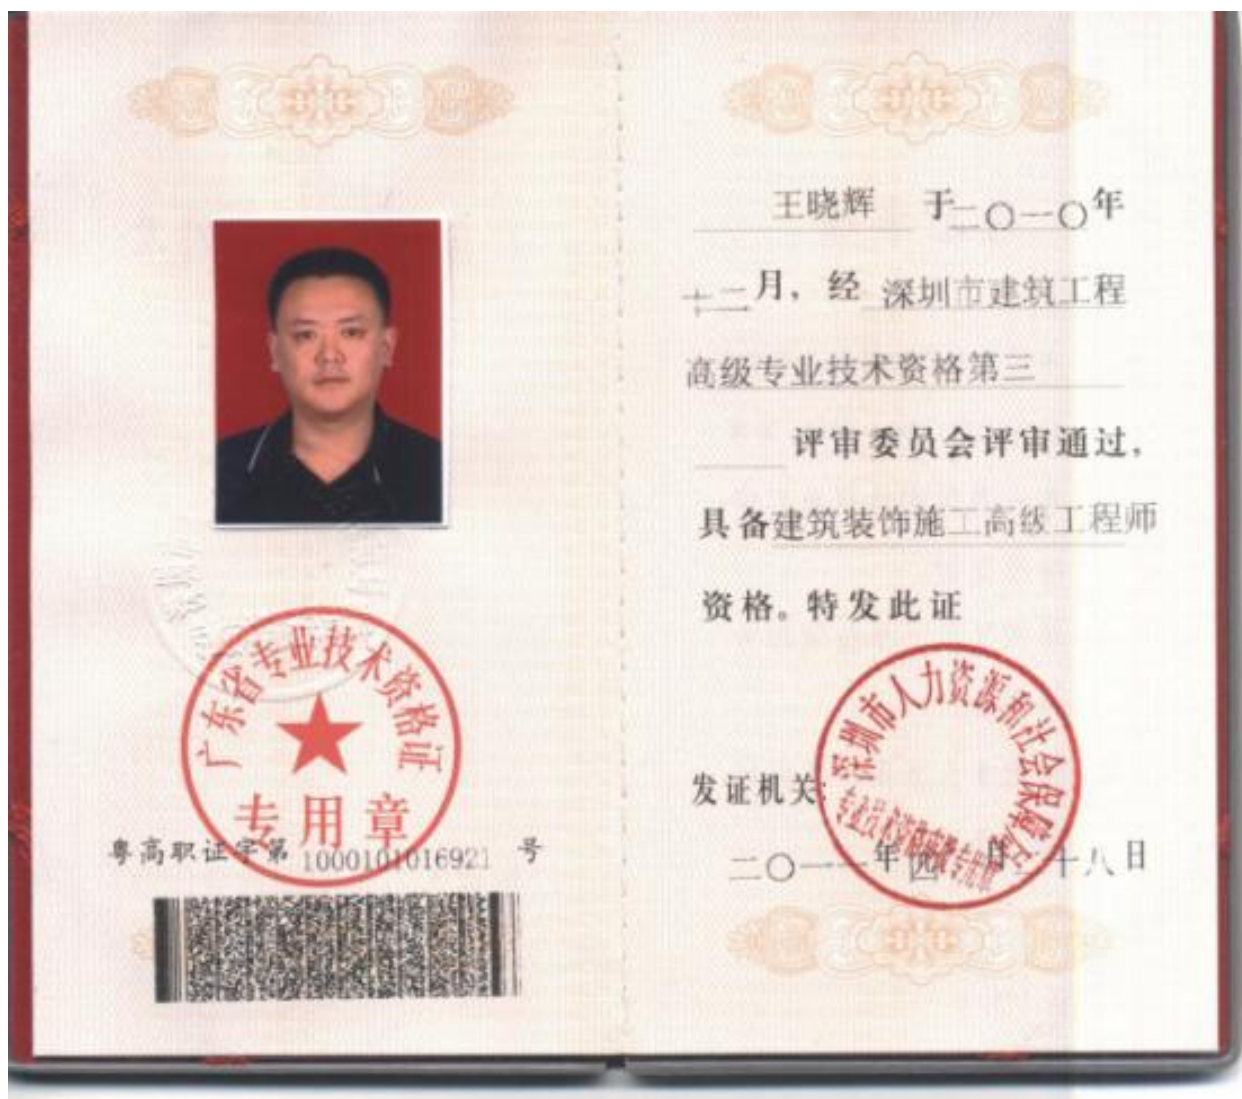 广东省专业技术资格证
专用章
粤高职证字第 1000101016921 号
王晓辉 于二〇一〇年
十二月，经 深圳市建筑工程
高级专业技术资格第三
评审委员会评审通过，
具备建筑装饰施工高级工程师
资格。特发此证
深圳市人力资源和社会保障局
发证机关：
二〇一一年四月二十八日